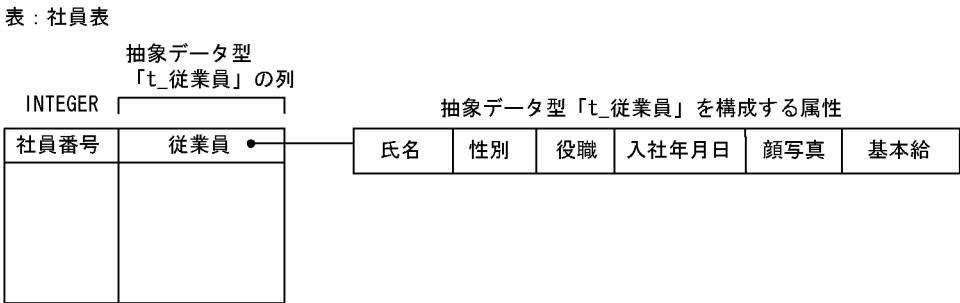 表：社員表
抽象データ型
「t_従業員」の列
INTEGER
抽象データ型「t_従業員」を構成する属性
社員番号 従業員 氏名 性別 役職 入社年月日 顔写真 基本給